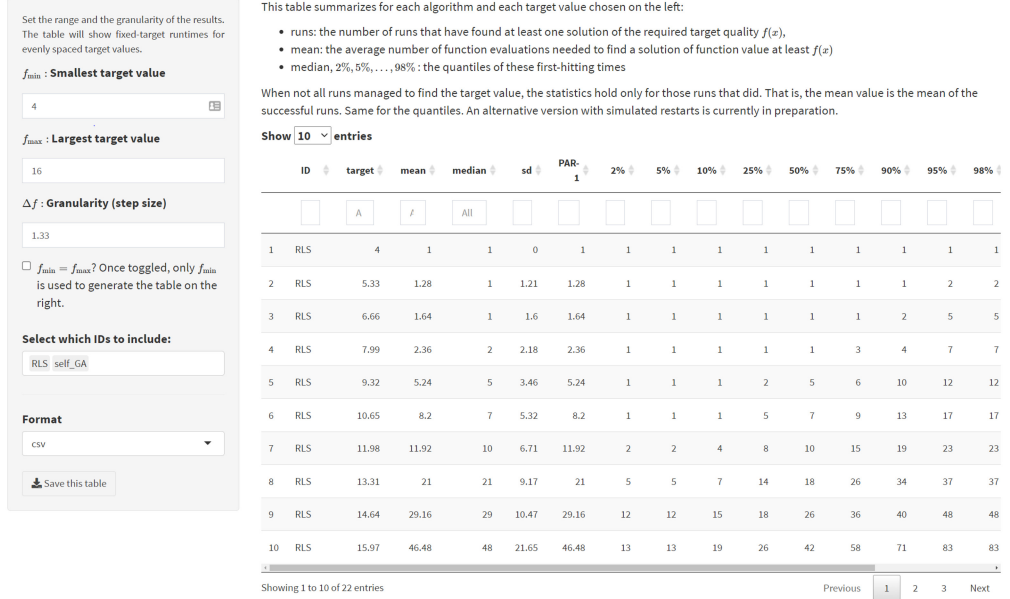 Set the range and the granularity of the results.
The table will show fixed-target runtimes for
evenly spaced target values.
fmin : Smallest target value
4
fmax : Largest target value
16
Δf : Granularity (step size)
1.33
fmin = fmax? Once toggled, only fmin
is used to generate the table on the
right.
Select which IDs to include:
RLS self_GA
Format
csv
Save this table
This table summarizes for each algorithm and each target value chosen on the left:
• runs: the number of runs that have found at least one solution of the required target quality f(x),
• mean: the average number of function evaluations needed to find a solution of function value at least f(x)
• median, 2%, 5%, . . . , 98% : the quantiles of these first-hitting times
When not all runs managed to find the target value, the statistics hold only for those runs that did. That is, the mean value is the mean of the
successful runs. Same for the quantiles. An alternative version with simulated restarts is currently in preparation.
Show 10 entries
ID target mean median sd PAR-1 2% 5% 10% 25% 50% 75% 90% 95% 98%
A All
1 RLS 4 1 1 0 1 1 1 1 1 1 1 1 1 1
2 RLS 5.33 1.28 1 1.21 1.28 1 1 1 1 1 1 1 2 2
3 RLS 6.66 1.64 1 1.6 1.64 1 1 1 1 1 1 2 5 5
4 RLS 7.99 2.36 2 2.18 2.36 1 1 1 1 1 3 4 7 7
5 RLS 9.32 5.24 5 3.46 5.24 1 1 1 2 5 6 10 12 12
6 RLS 10.65 8.2 7 5.32 8.2 1 1 1 5 7 9 13 17 17
7 RLS 11.98 11.92 10 6.71 11.92 2 2 4 8 10 15 19 23 23
8 RLS 13.31 21 21 9.17 21 5 5 7 14 18 26 34 37 37
9 RLS 14.64 29.16 29 10.47 29.16 12 12 15 18 26 36 40 48 48
10 RLS 15.97 46.48 48 21.65 46.48 13 13 19 26 42 58 71 83 83
Showing 1 to 10 of 22 entries
Previous 1 2 3 Next